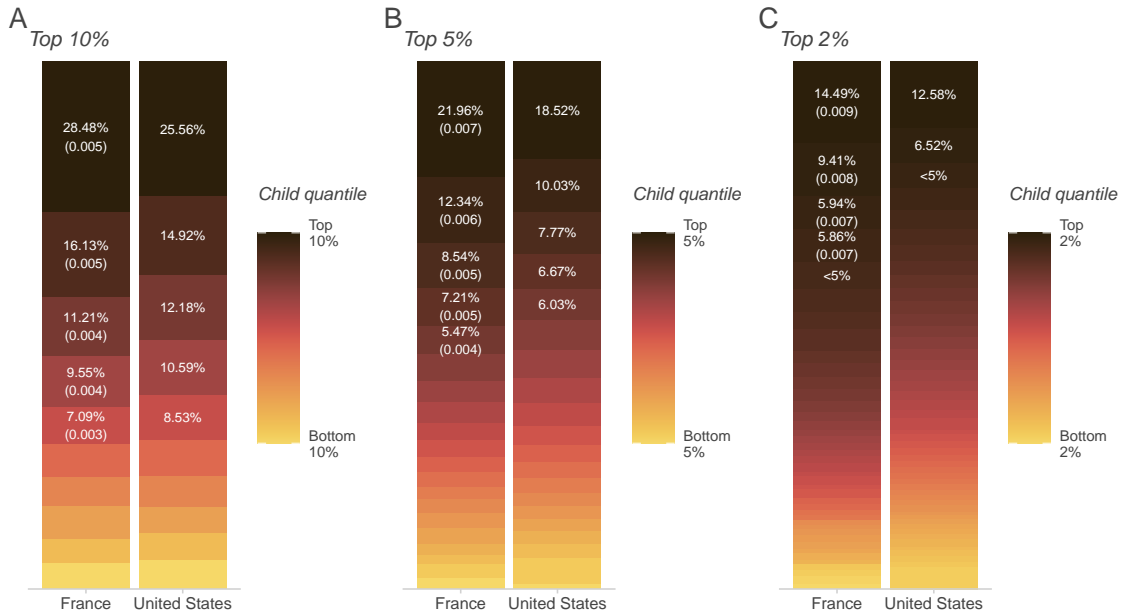 A
Top 10%
28.48%
(0.005)
16.13%
(0.005)
11.21%
(0.004)
9.55%
(0.004)
7.09%
(0.003)
25.56%
14.92%
12.18%
10.59%
8.53%
France
United States
Child quantile
Top
10%
Bottom
10%
B
Top 5%
21.96%
(0.007)
12.34%
(0.006)
8.54%
(0.005)
7.21%
(0.005)
5.47%
(0.004)
18.52%
10.03%
7.77%
6.67%
6.03%
France
United States
Child quantile
Top
5%
Bottom
5%
C
Top 2%
14.49%
(0.009)
9.41%
(0.008)
5.94%
(0.007)
5.86%
(0.007)
<5%
12.58%
6.52%
<5%
France
United States
Child quantile
Top
2%
Bottom
2%